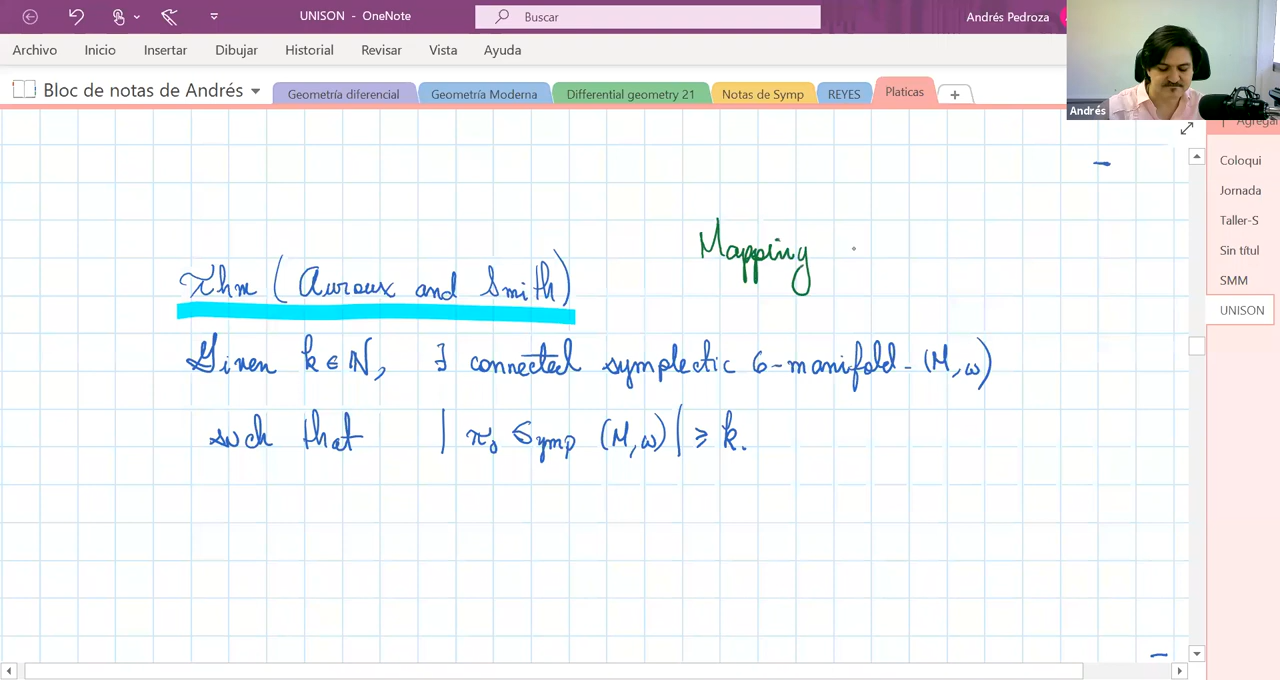 UNISON - OneNote
Buscar
Andrés Pedroza
Archivo Inicio Insertar Dibujar Historial Revisar Vista Ayuda
Bloc de notas de Andrés
Geometría diferencial
Geometría Moderna
Differential geometry 21
Notas de Symp
REYES
Platicas
Andrés
Agregar
Coloqui
Jornada
Taller-S
Sin títul
SMM
UNISON
Mapping
Thm (Auroux and Smith)
Given k ∈ N, ∃ connected symplectic 6-manifold (M, ω)
such that | π₀ Symp (M, ω) | ≥ k.